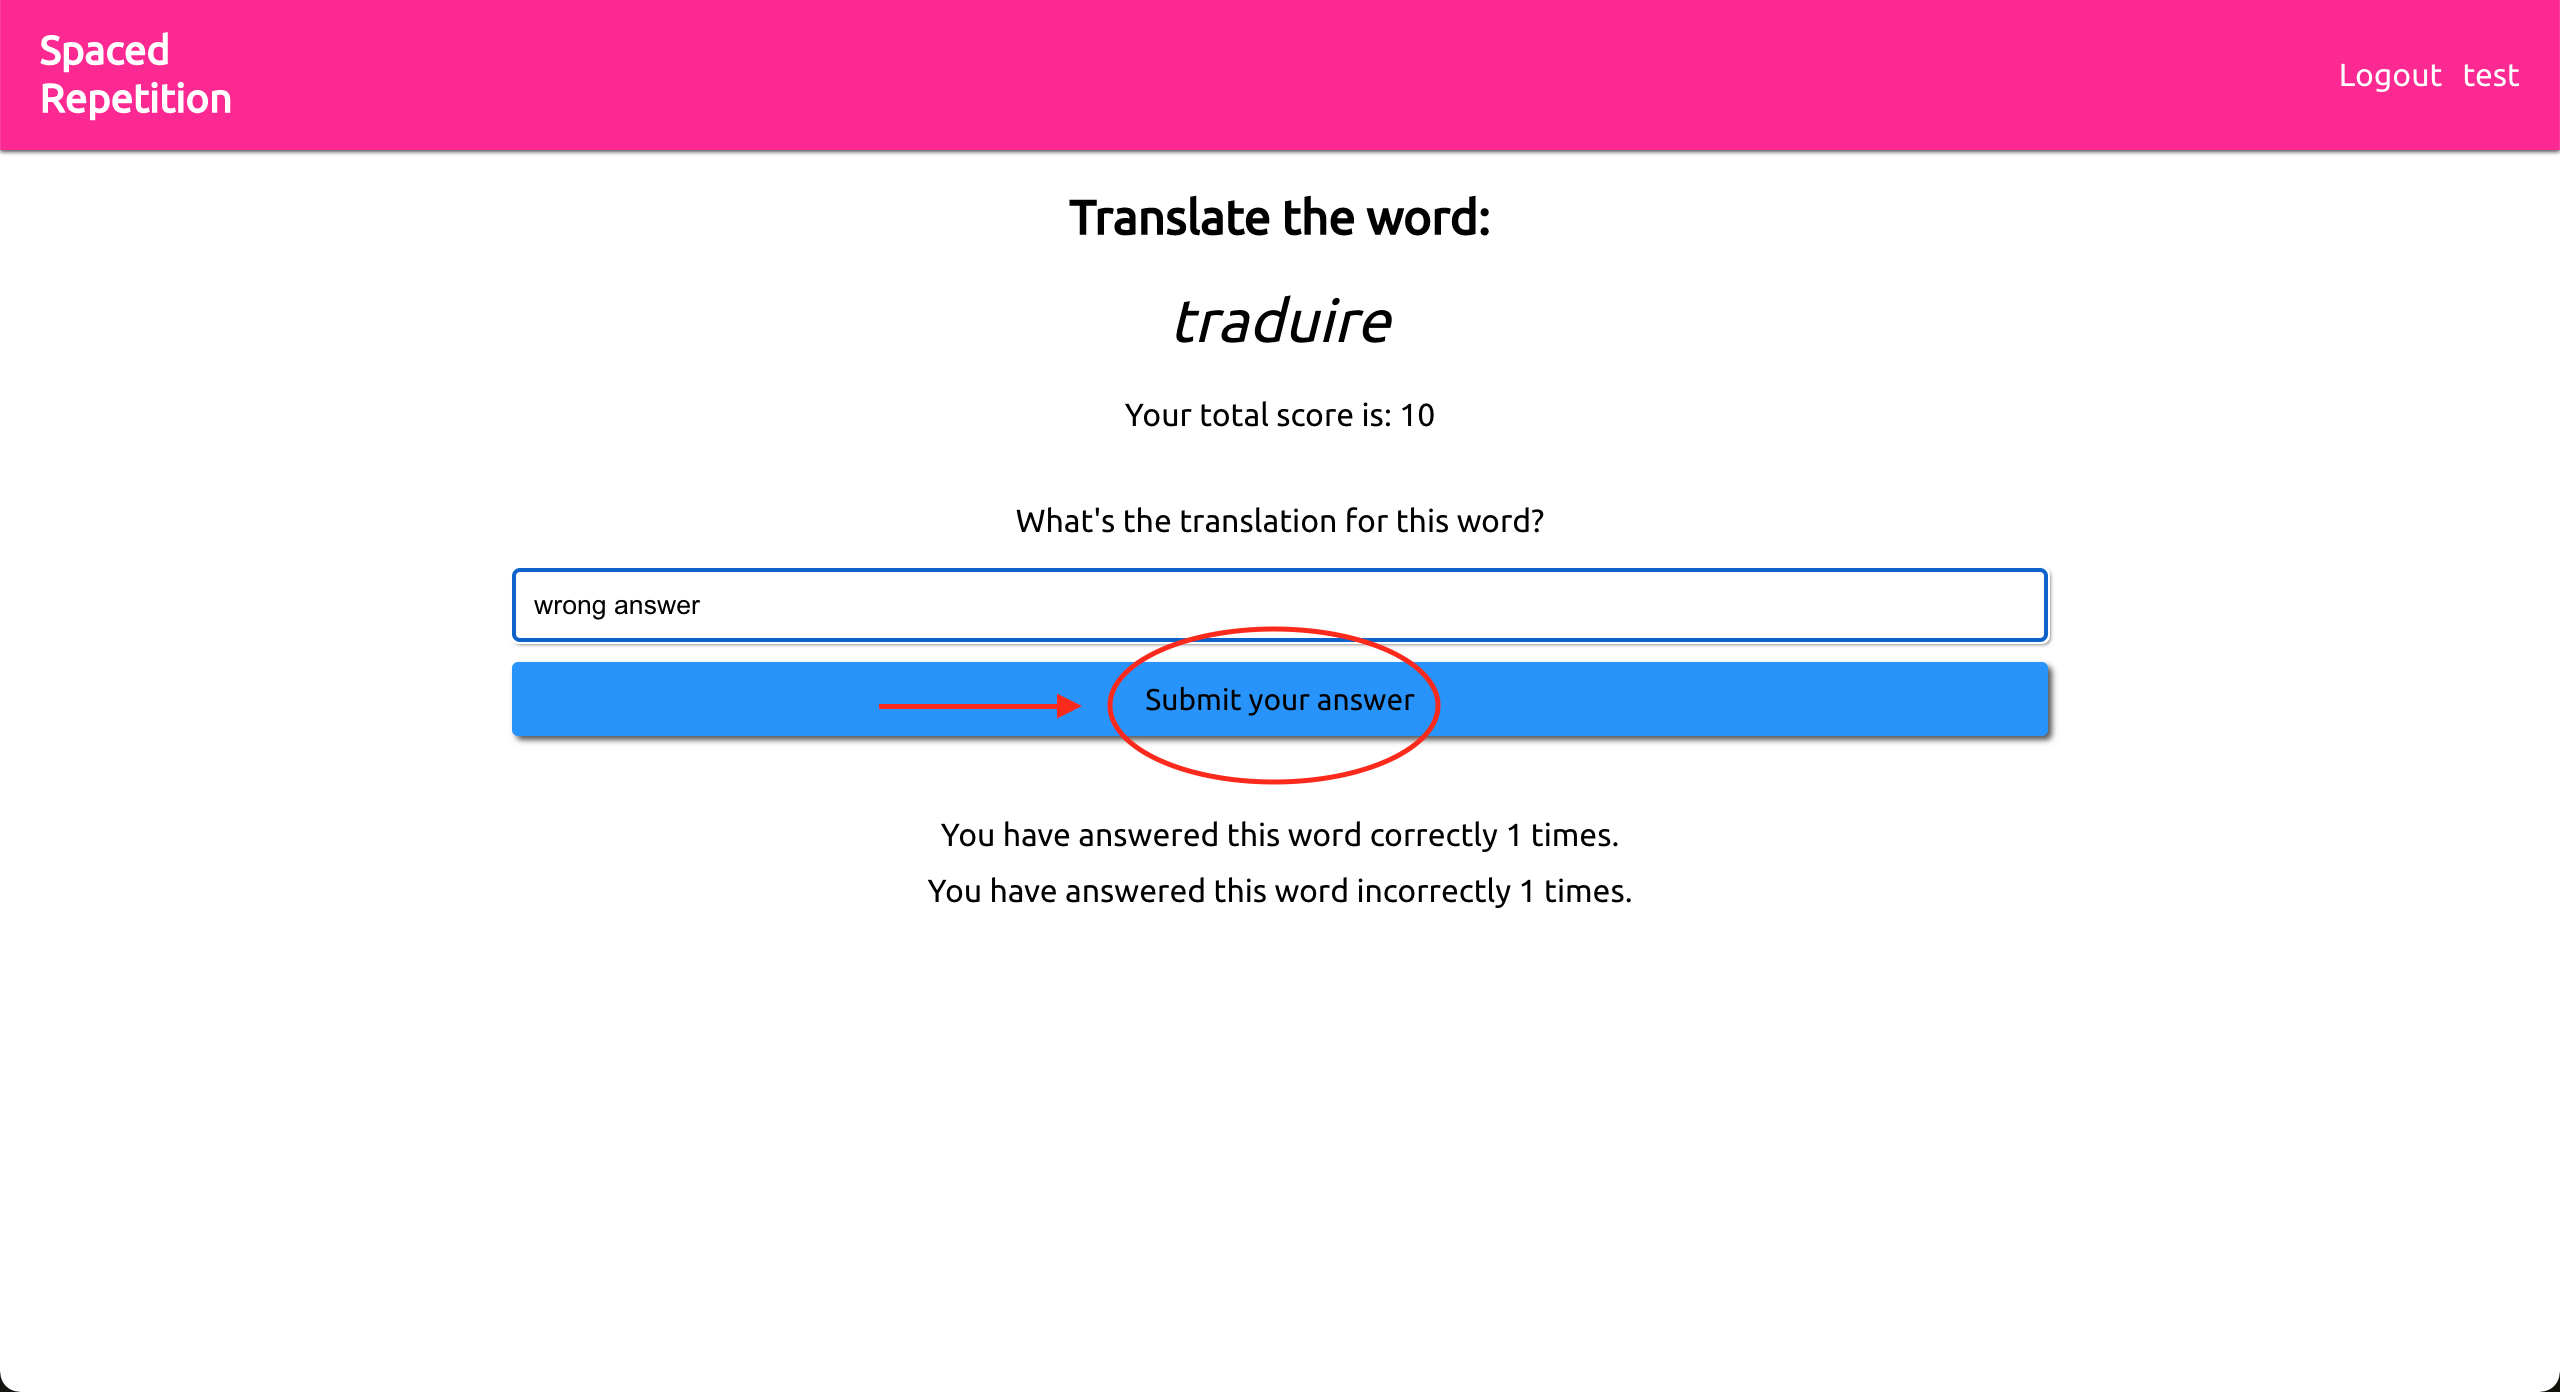 Spaced
Repetition
Logout test
Translate the word:
traduire
Your total score is: 10
What's the translation for this word?
wrong answer
Submit your answer
You have answered this word correctly 1 times.
You have answered this word incorrectly 1 times.